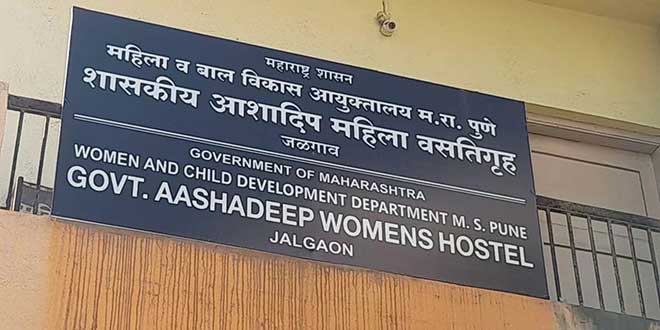 महाराष्ट्र शासन
महिला व बाल विकास आयुक्तालय म.रा. पुणे
शासकीय आशादिप महिला वसतिगृह
जळगाव
GOVERNMENT OF MAHARASHTRA
WOMEN AND CHILD DEVELOPMENT DEPARTMENT M. S. PUNE
GOVT. AASHADEEP WOMENS HOSTEL
JALGAON